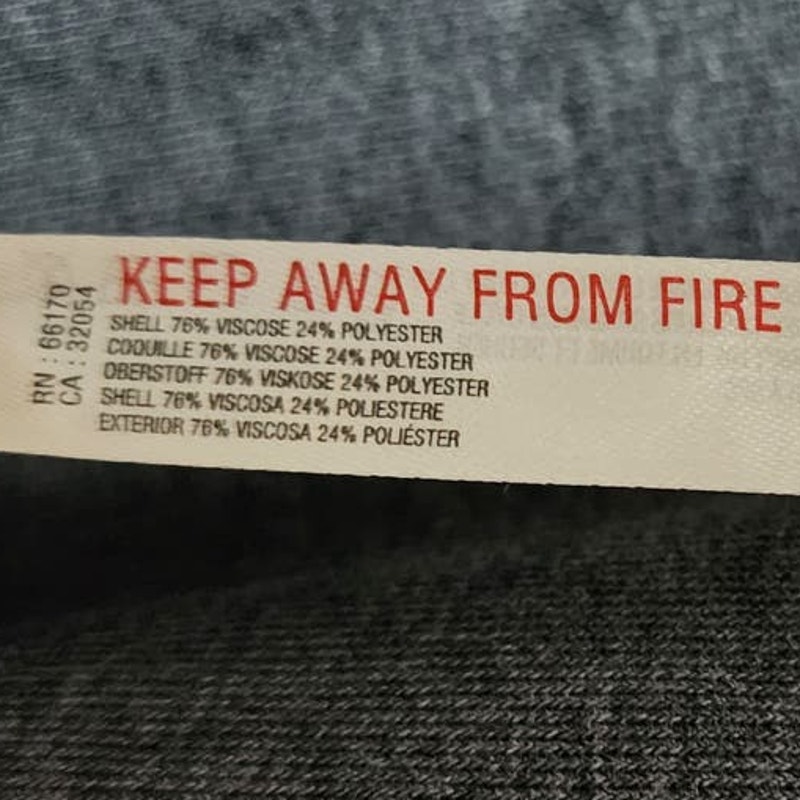 RN : 66170
CA : 32054
KEEP AWAY FROM FIRE
SHELL 76% VISCOSE 24% POLYESTER
COQUILLE 76% VISCOSE 24% POLYESTER
OBERSTOFF 76% VISKOSE 24% POLYESTER
SHELL 76% VISCOSA 24% POLIESTERE
EXTERIOR 76% VISCOSA 24% POLIÉSTER